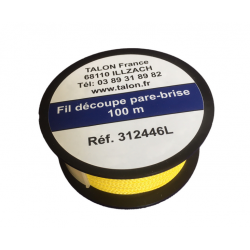 TALON France
68110 ILLZACH
Tél: 03 89 31 89 82
www.talon.fr
Fil découpe pare-brise
100 m
Réf. 312446L